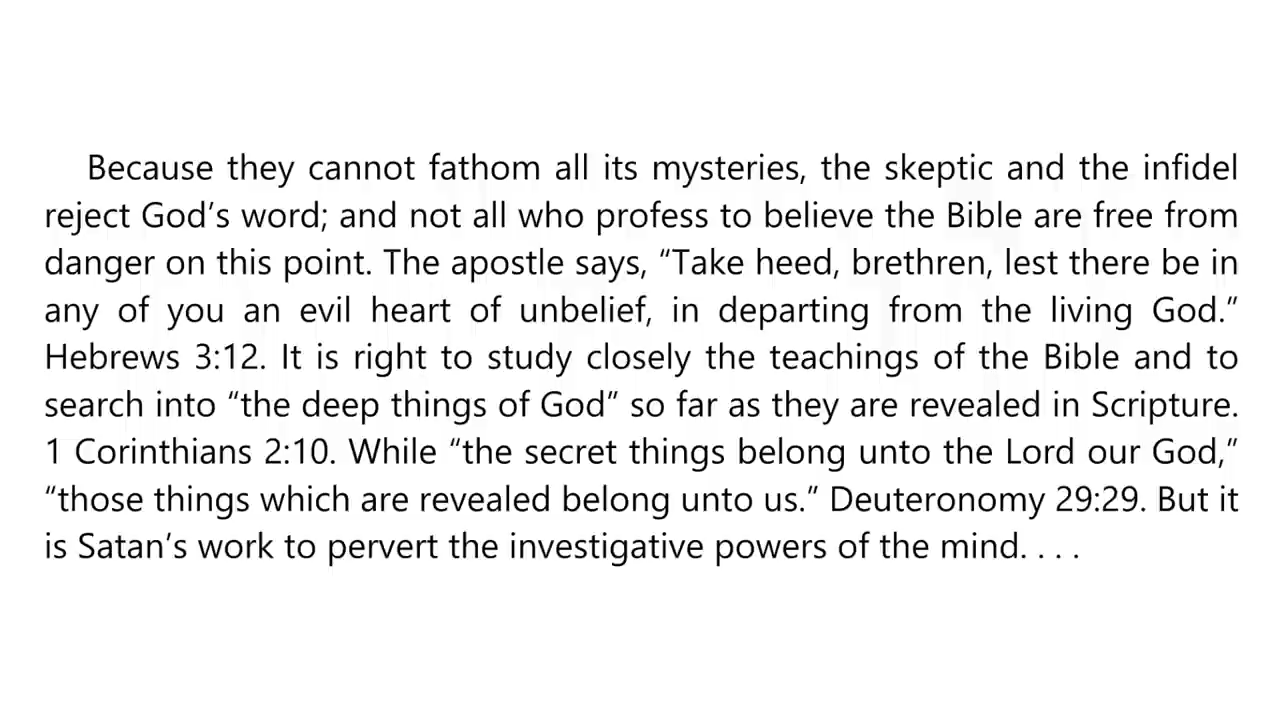 Because they cannot fathom all its mysteries, the skeptic and the infidel
reject God’s word; and not all who profess to believe the Bible are free from
danger on this point. The apostle says, “Take heed, brethren, lest there be in
any of you an evil heart of unbelief, in departing from the living God.”
Hebrews 3:12. It is right to study closely the teachings of the Bible and to
search into “the deep things of God” so far as they are revealed in Scripture.
1 Corinthians 2:10. While “the secret things belong unto the Lord our God,”
“those things which are revealed belong unto us.” Deuteronomy 29:29. But it
is Satan’s work to pervert the investigative powers of the mind. . . .